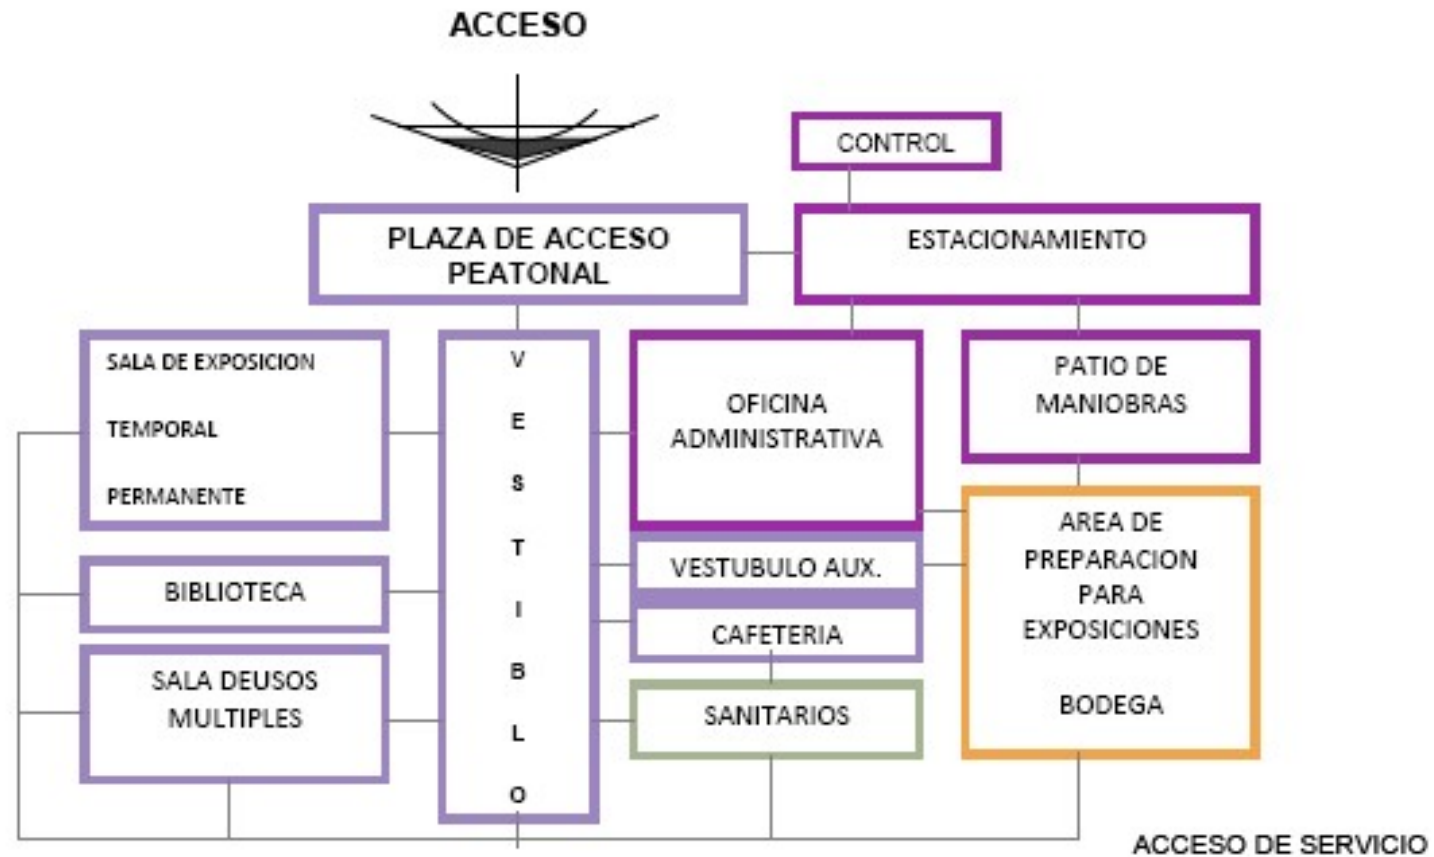 ACCESO
CONTROL
PLAZA DE ACCESO
PEATONAL
ESTACIONAMIENTO
SALA DE EXPOSICION
TEMPORAL
PERMANENTE
V
E
S
T
I
B
L
O
OFICINA
ADMINISTRATIVA
PATIO DE
MANIOBRAS
BIBLIOTECA
VESTUBULO AUX.
AREA DE
PREPARACION
PARA
EXPOSICIONES
BODEGA
SALA DEUSOS
MULTIPLES
CAFETERIA
SANITARIOS
ACCESO DE SERVICIO